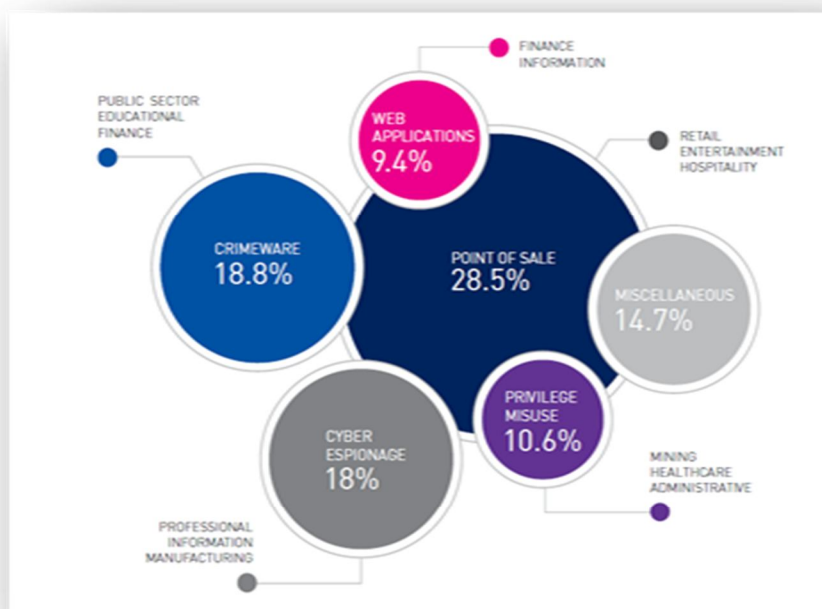 FINANCE
INFORMATION
PUBLIC SECTOR
EDUCATIONAL
FINANCE
WEB
APPLICATIONS
9.4%
RETAIL
ENTERTAINMENT
HOSPITALITY
CRIMEWARE
18.8%
POINT OF SALE
28.5%
MISCELLANEOUS
14.7%
PRIVILEGE
MISUSE
10.6%
CYBER
ESPIONAGE
18%
MINING
HEALTHCARE
ADMINISTRATIVE
PROFESSIONAL
INFORMATION
MANUFACTURING